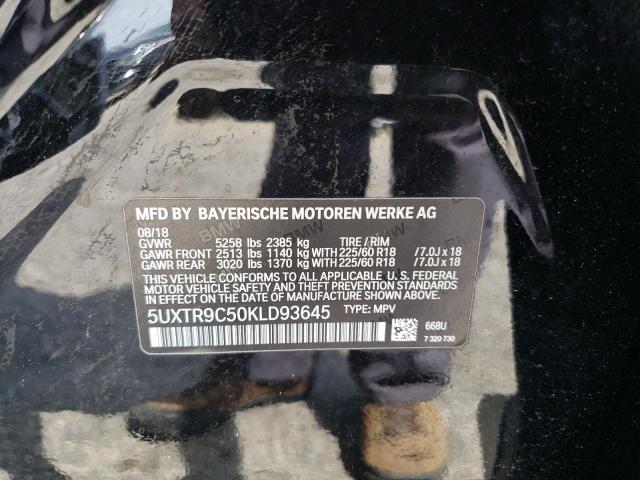 MFD BY BAYERISCHE MOTOREN WERKE AG
08/18
GVWR 5258 lbs 2385 kg TIRE / RIM
GAWR FRONT 2513 lbs 1140 kg WITH 225/60 R18 / 7.0J x 18
GAWR REAR 3020 lbs 1370 kg WITH 225/60 R18 / 7.0J x 18
THIS VEHICLE CONFORMS TO ALL APPLICABLE U. S. FEDERAL
MOTOR VEHICLE SAFETY AND THEFT PREVENTION STANDARDS
IN EFFECT ON THE DATE OF MANUFACTURE SHOWN ABOVE.
5UXTR9C50KLD93645 TYPE: MPV
668U
7 320 730